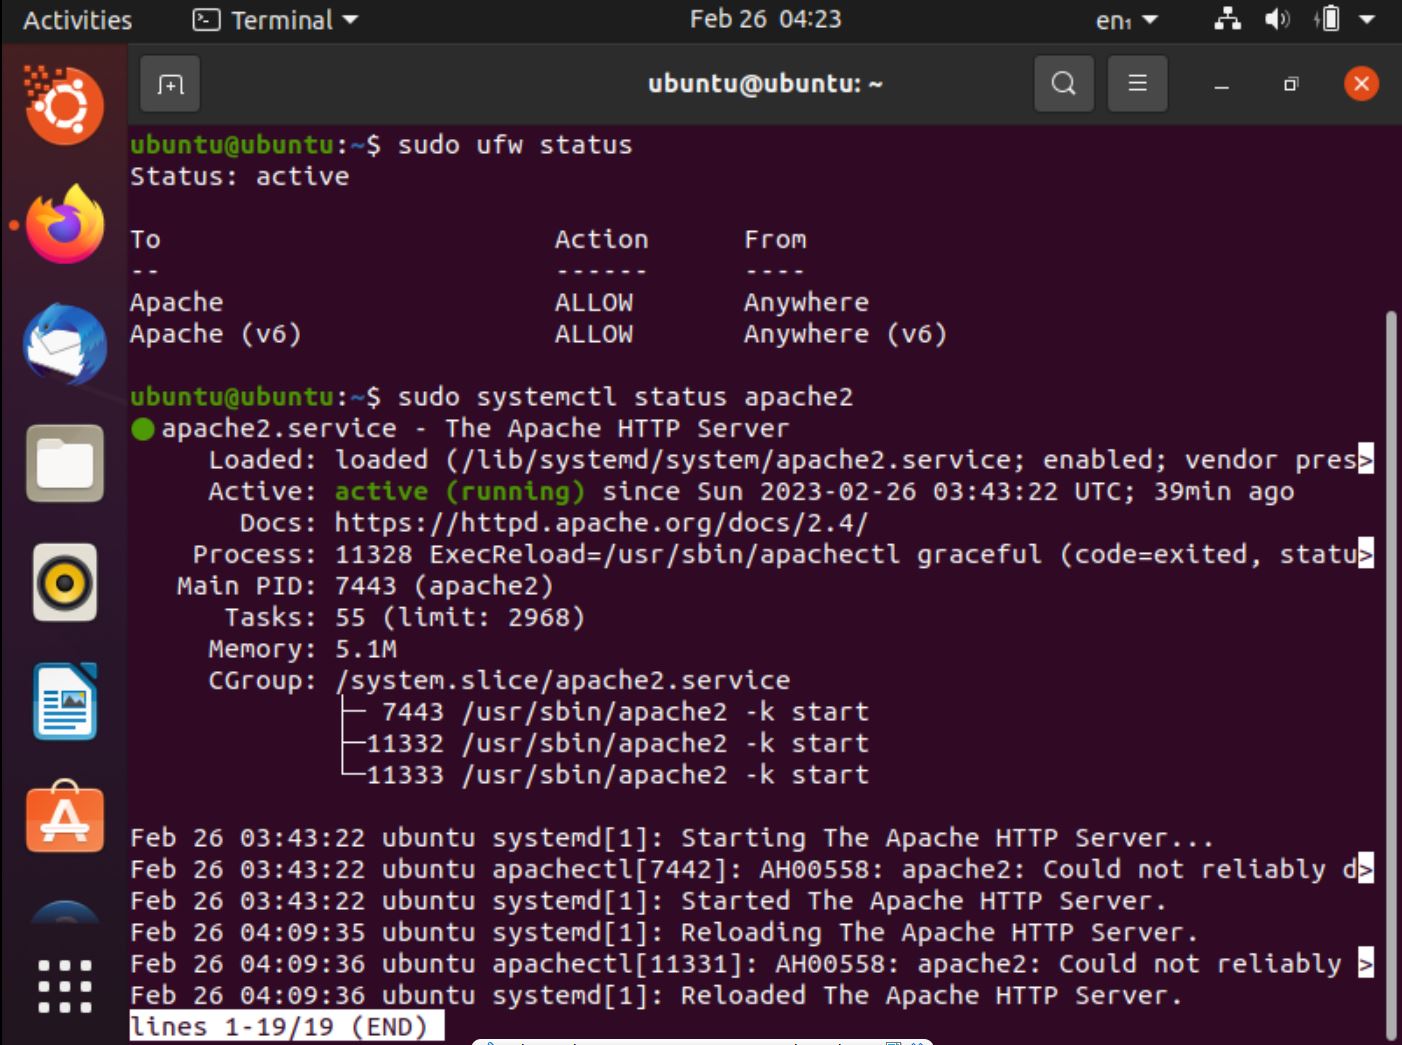 Activities Terminal Feb 26 04:23 en₁
ubuntu@ubuntu: ~
ubuntu@ubuntu:~$ sudo ufw status
Status: active
To Action From
-- ------ ----
Apache ALLOW Anywhere
Apache (v6) ALLOW Anywhere (v6)
ubuntu@ubuntu:~$ sudo systemctl status apache2
● apache2.service - The Apache HTTP Server
Loaded: loaded (/lib/systemd/system/apache2.service; enabled; vendor pres>
Active: active (running) since Sun 2023-02-26 03:43:22 UTC; 39min ago
Docs: https://httpd.apache.org/docs/2.4/
Process: 11328 ExecReload=/usr/sbin/apachectl graceful (code=exited, statu>
Main PID: 7443 (apache2)
Tasks: 55 (limit: 2968)
Memory: 5.1M
CGroup: /system.slice/apache2.service
├─ 7443 /usr/sbin/apache2 -k start
├─11332 /usr/sbin/apache2 -k start
└─11333 /usr/sbin/apache2 -k start
Feb 26 03:43:22 ubuntu systemd[1]: Starting The Apache HTTP Server...
Feb 26 03:43:22 ubuntu apachectl[7442]: AH00558: apache2: Could not reliably d>
Feb 26 03:43:22 ubuntu systemd[1]: Started The Apache HTTP Server.
Feb 26 04:09:35 ubuntu systemd[1]: Reloading The Apache HTTP Server.
Feb 26 04:09:36 ubuntu apachectl[11331]: AH00558: apache2: Could not reliably >
Feb 26 04:09:36 ubuntu systemd[1]: Reloaded The Apache HTTP Server.
lines 1-19/19 (END)